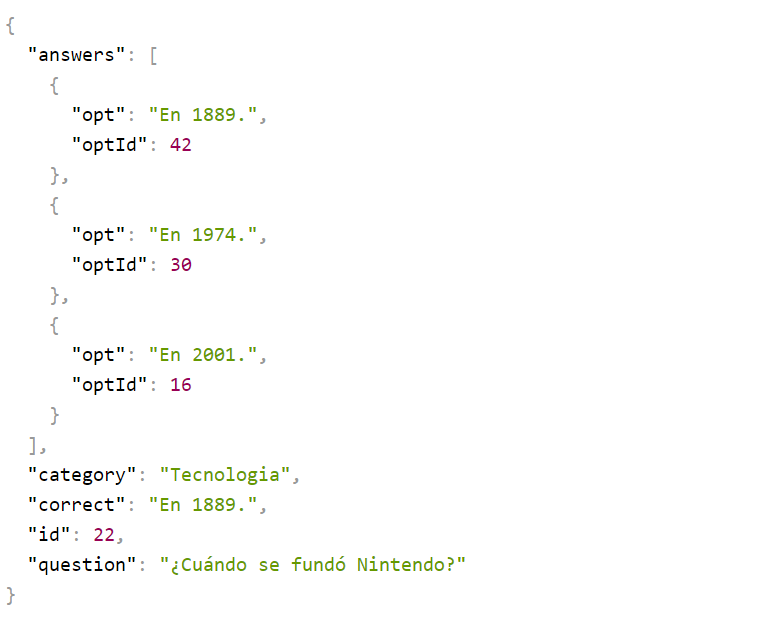 {
  "answers": [
    {
      "opt": "En 1889.",
      "optId": 42
    },
    {
      "opt": "En 1974.",
      "optId": 30
    },
    {
      "opt": "En 2001.",
      "optId": 16
    }
  ],
  "category": "Tecnologia",
  "correct": "En 1889.",
  "id": 22,
  "question": "¿Cuándo se fundó Nintendo?"
}